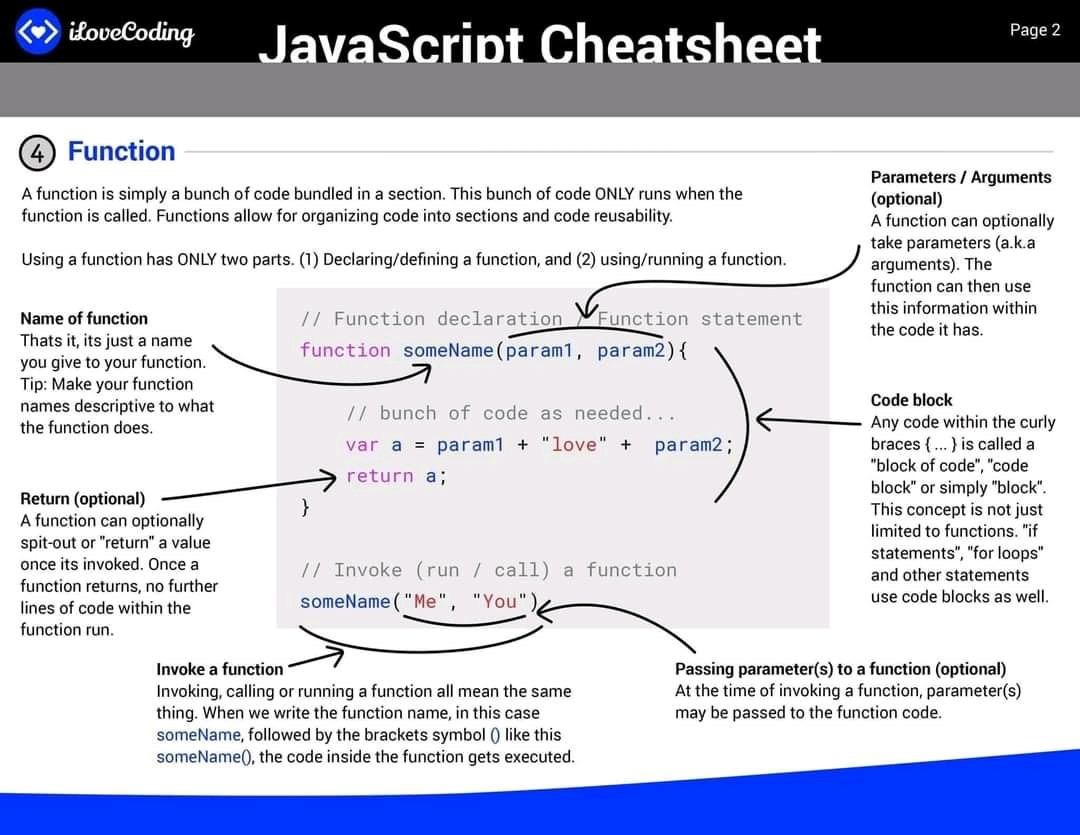 iLoveCoding
JavaScript Cheatsheet
Page 2
4 Function
A function is simply a bunch of code bundled in a section. This bunch of code ONLY runs when the
function is called. Functions allow for organizing code into sections and code reusability.
Using a function has ONLY two parts. (1) Declaring/defining a function, and (2) using/running a function.
Parameters / Arguments
(optional)
A function can optionally
take parameters (a.k.a
arguments). The
function can then use
this information within
the code it has.
Name of function
Thats it, its just a name
you give to your function.
Tip: Make your function
names descriptive to what
the function does.
// Function declaration / Function statement
function someName(param1, param2){
// bunch of code as needed...
var a = param1 + "love" + param2;
return a;
}
// Invoke (run / call) a function
someName("Me", "You")
Code block
Any code within the curly
braces { ... } is called a
"block of code", "code
block" or simply "block".
This concept is not just
limited to functions. "if
statements", "for loops"
and other statements
use code blocks as well.
Return (optional)
A function can optionally
spit-out or "return" a value
once its invoked. Once a
function returns, no further
lines of code within the
function run.
Invoke a function
Invoking, calling or running a function all mean the same
thing. When we write the function name, in this case
someName, followed by the brackets symbol () like this
someName(), the code inside the function gets executed.
Passing parameter(s) to a function (optional)
At the time of invoking a function, parameter(s)
may be passed to the function code.